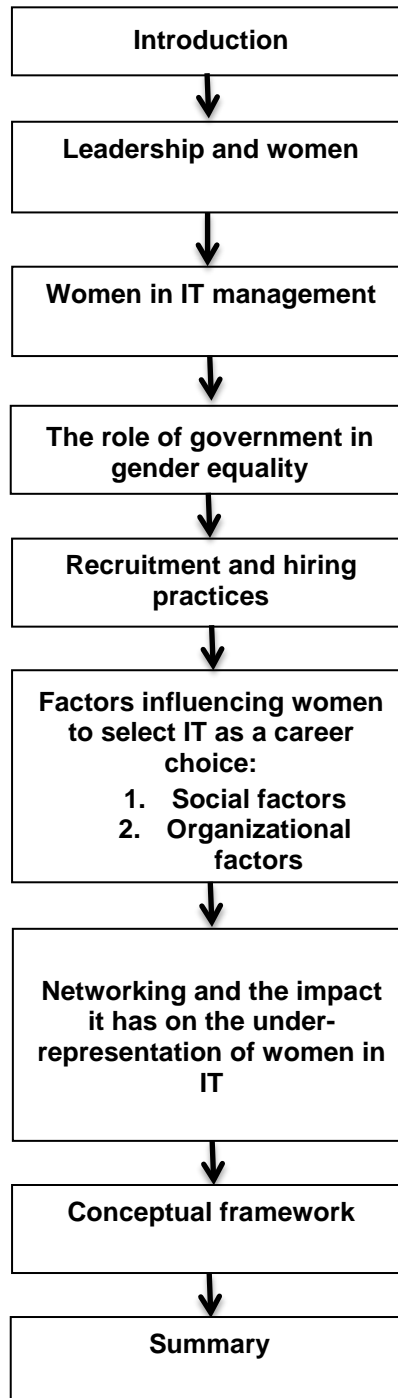 Introduction
Leadership and women
Women in IT management
The role of government in
gender equality
Recruitment and hiring
practices
Factors influencing women
to select IT as a career
choice:
1. Social factors
2. Organizational
factors
Networking and the impact
it has on the under-
representation of women in
IT
Conceptual framework
Summary